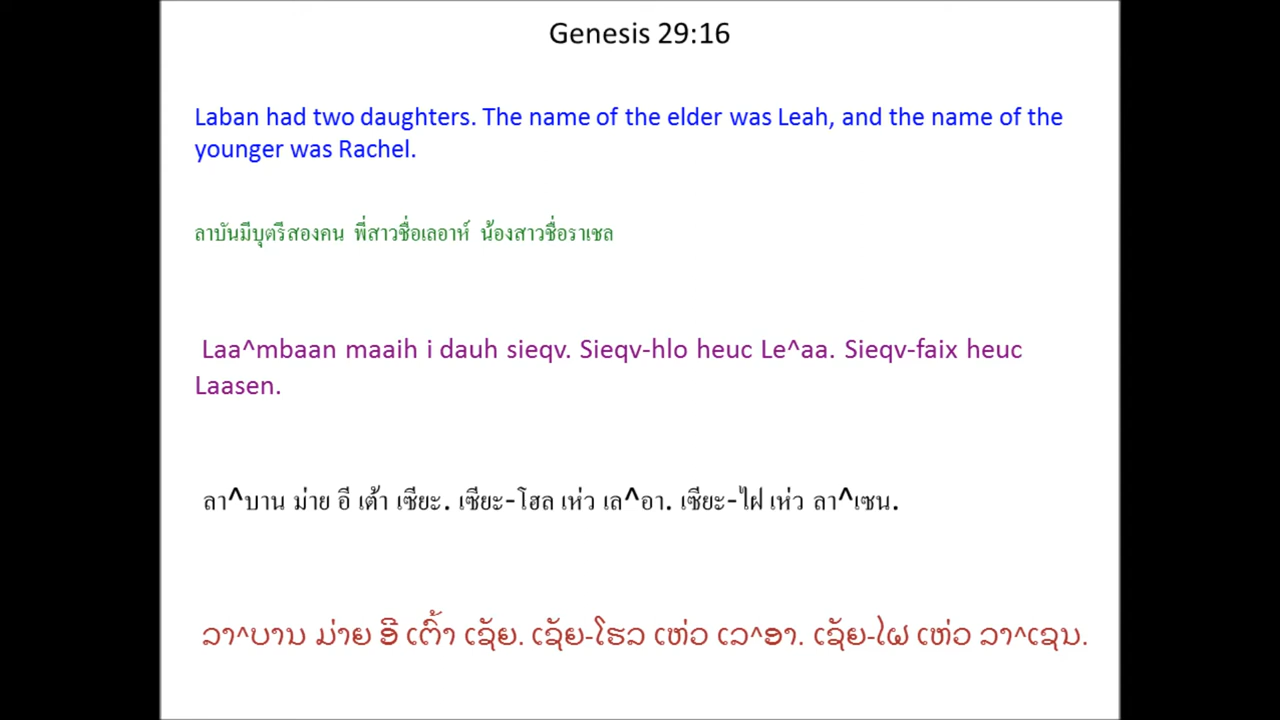 Genesis 29:16
Laban had two daughters. The name of the elder was Leah, and the name of the
younger was Rachel.
ลาบันมีบุตรีสองคน พี่สาวชื่อเลอาห์ น้องสาวชื่อราเชล
Laa^mbaan maaih i dauh sieqv. Sieqv-hlo heuc Le^aa. Sieqv-faix heuc
Laasen.
ลา^บาน ม่าย อี เต้า เซียะ. เซียะ-โฮล เห่ว เล^อา. เซียะ-ไฝ เห่ว ลา^เซน.
ລາ^ບານ ມ່າຍ ອີ ເຕົ້າ ເຊັຍ. ເຊັຍ-ໂຮລ ເຫ່ວ ເລ^ອາ. ເຊັຍ-ໄຝ ເຫ່ວ ລາ^ເຊນ.